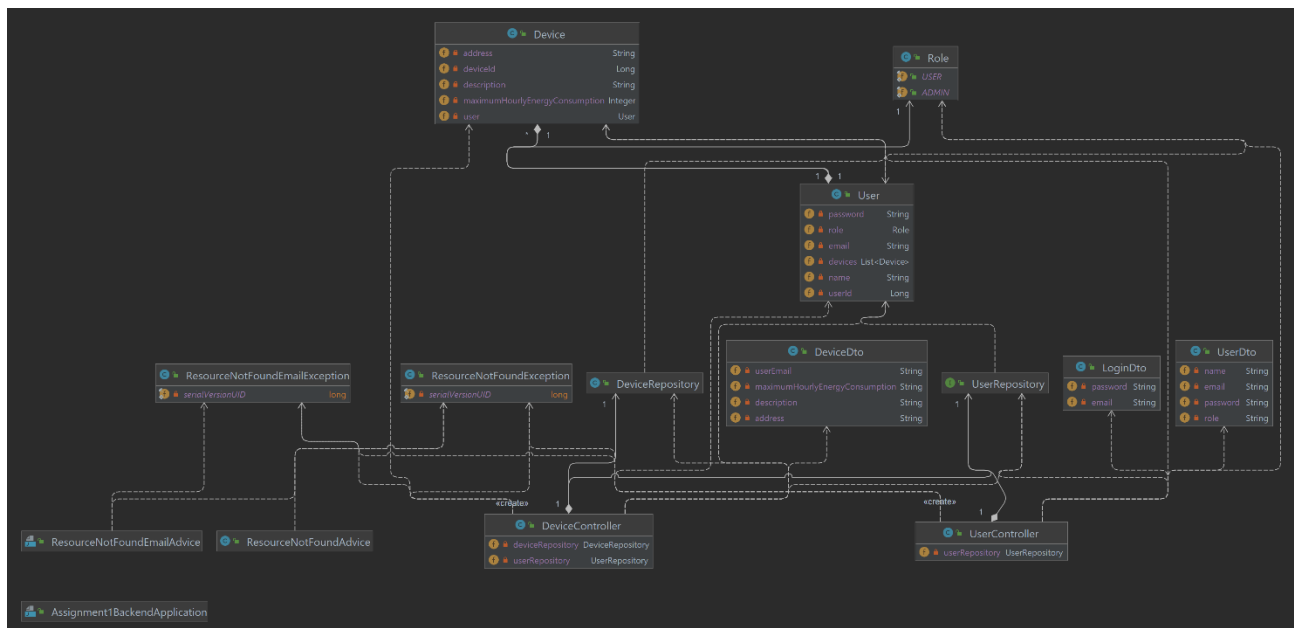 Device
address String
deviceId Long
description String
maximumHourlyEnergyConsumption Integer
user User
Role
USER
ADMIN
1
* 1
1 1
User
password String
role Role
email String
devices List<Device>
name String
userId Long
ResourceNotFoundEmailException
serialVersionUID long
ResourceNotFoundException
serialVersionUID long
DeviceRepository
1
DeviceDto
userEmail String
maximumHourlyEnergyConsumption String
description String
address String
UserRepository
1
LoginDto
password String
email String
UserDto
name String
email String
password String
role String
«create»
1
«create»
1
ResourceNotFoundEmailAdvice
ResourceNotFoundAdvice
DeviceController
deviceRepository DeviceRepository
userRepository UserRepository
UserController
userRepository UserRepository
Assignment1BackendApplication